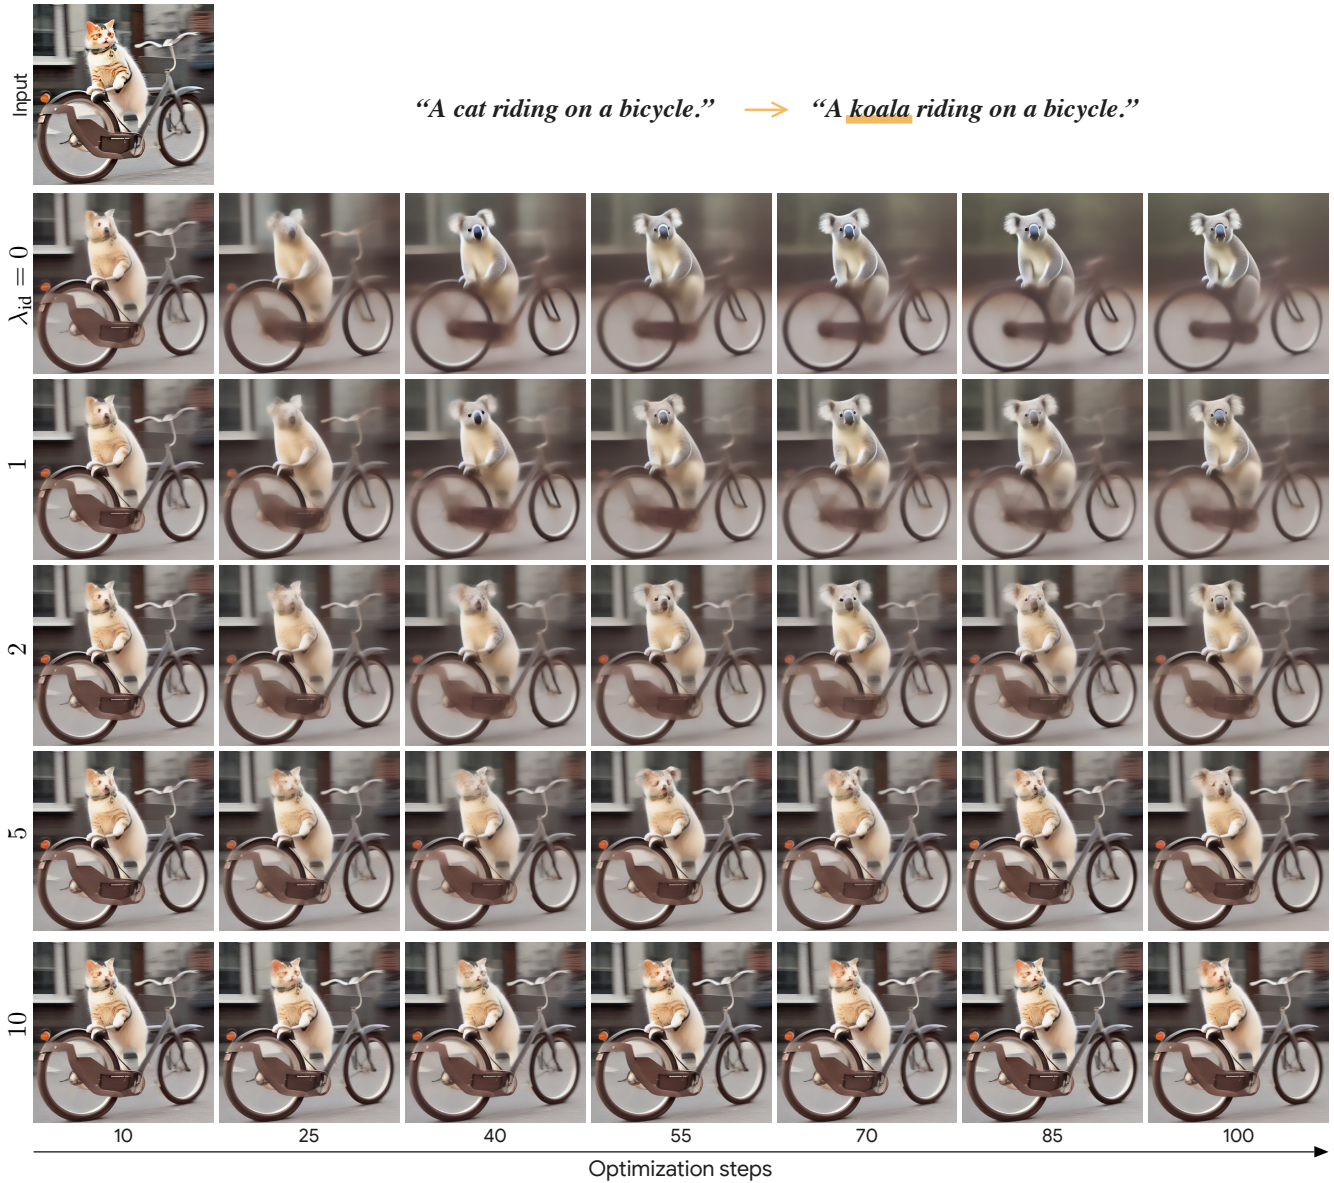 Input
“A cat riding on a bicycle.” → “A koala riding on a bicycle.”
λid = 0
1
2
5
10
10 25 40 55 70 85 100
Optimization steps